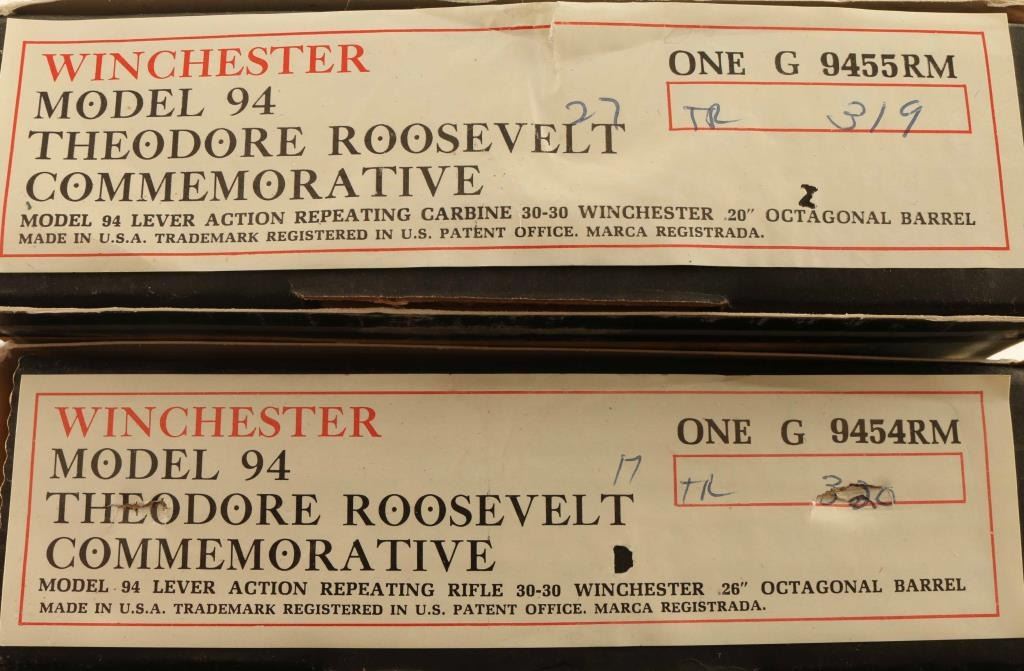 WINCHESTER
ONE G 9455RM
MODEL 94
27
TR 319
THEODORE ROOSEVELT
COMMEMORATIVE
MODEL 94 LEVER ACTION REPEATING CARBINE 30-30 WINCHESTER .20" OCTAGONAL BARREL
MADE IN U.S.A. TRADEMARK REGISTERED IN U.S. PATENT OFFICE. MARCA REGISTRADA.
WINCHESTER
ONE G 9454RM
MODEL 94
17
TR 320
THEODORE ROOSEVELT
COMMEMORATIVE
MODEL 94 LEVER ACTION REPEATING RIFLE 30-30 WINCHESTER .26" OCTAGONAL BARREL
MADE IN U.S.A. TRADEMARK REGISTERED IN U.S. PATENT OFFICE. MARCA REGISTRADA.